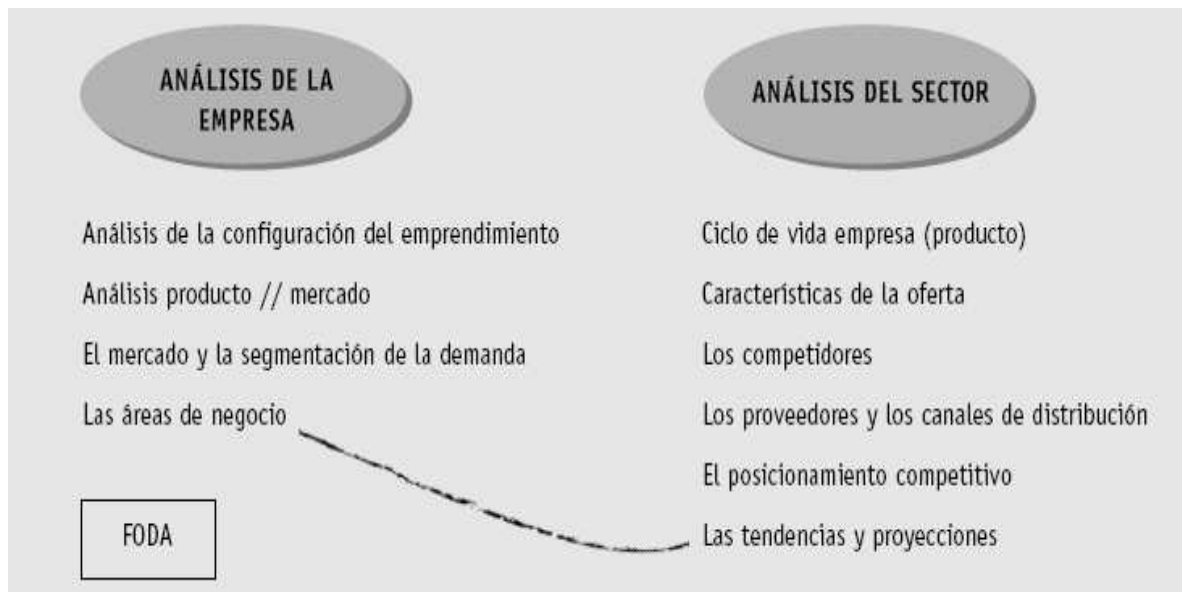 ANÁLISIS DE LA
EMPRESA
Análisis de la configuración del emprendimiento
Análisis producto // mercado
El mercado y la segmentación de la demanda
Las áreas de negocio
FODA
ANÁLISIS DEL SECTOR
Ciclo de vida empresa (producto)
Características de la oferta
Los competidores
Los proveedores y los canales de distribución
El posicionamiento competitivo
Las tendencias y proyecciones